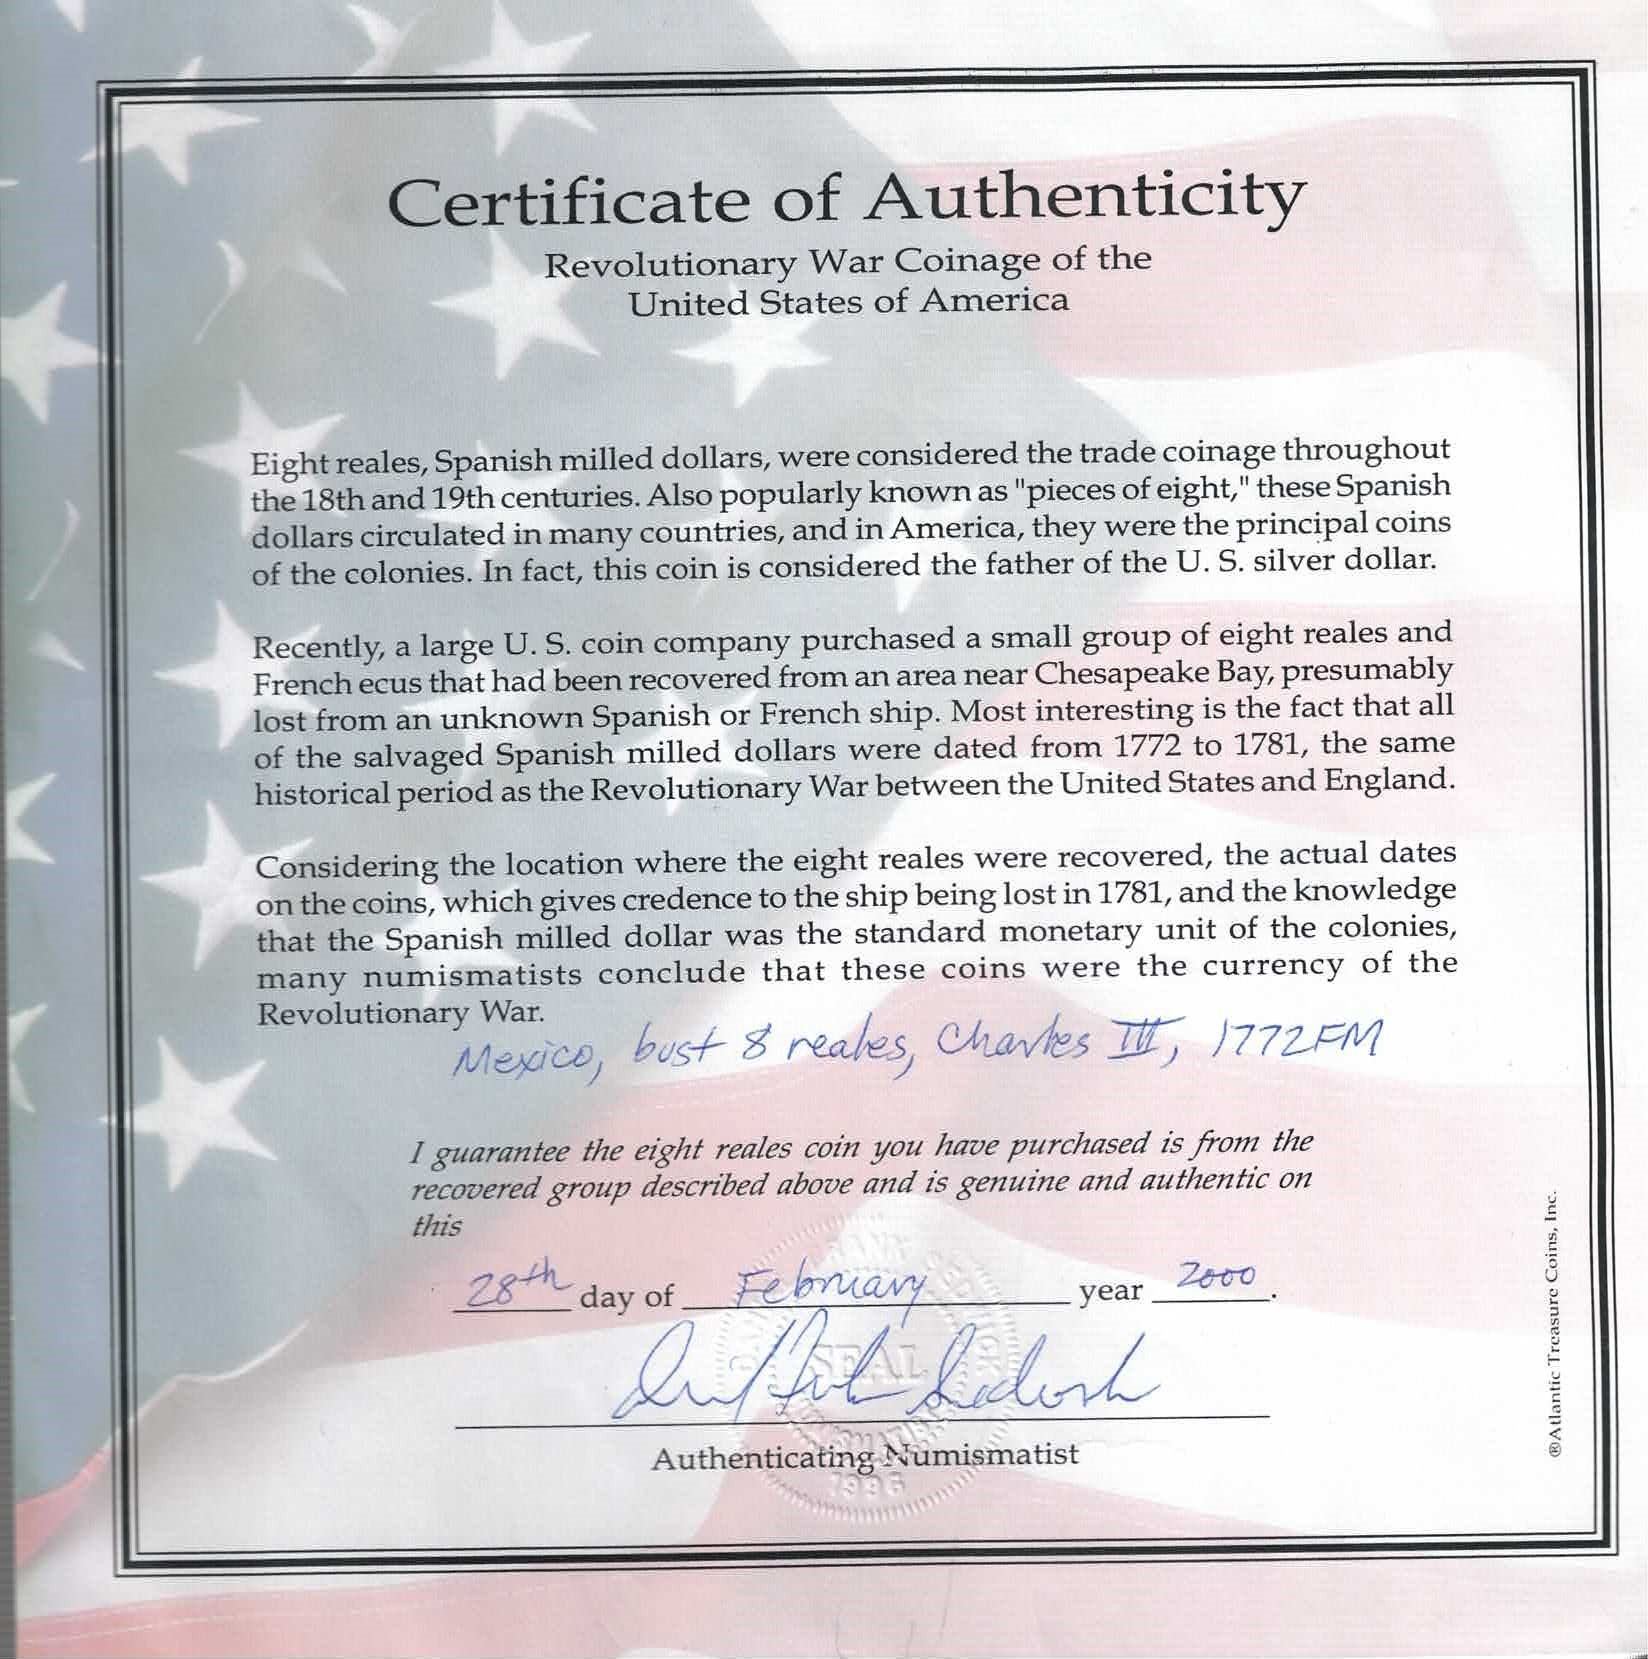 Certificate of Authenticity
Revolutionary War Coinage of the
United States of America
Eight reales, Spanish milled dollars, were considered the trade coinage throughout
the 18th and 19th centuries. Also popularly known as "pieces of eight," these Spanish
dollars circulated in many countries, and in America, they were the principal coins
of the colonies. In fact, this coin is considered the father of the U. S. silver dollar.
Recently, a large U. S. coin company purchased a small group of eight reales and
French ecus that had been recovered from an area near Chesapeake Bay, presumably
lost from an unknown Spanish or French ship. Most interesting is the fact that all
of the salvaged Spanish milled dollars were dated from 1772 to 1781, the same
historical period as the Revolutionary War between the United States and England.
Considering the location where the eight reales were recovered, the actual dates
on the coins, which gives credence to the ship being lost in 1781, and the knowledge
that the Spanish milled dollar was the standard monetary unit of the colonies,
many numismatists conclude that these coins were the currency of the
Revolutionary War.
Mexico, bust 8 reales, Charles III, 1772FM
I guarantee the eight reales coin you have purchased is from the
recovered group described above and is genuine and authentic on
this
28th day of February year 2000.
SEAL
Authenticating Numismatist
1996
®Atlantic Treasure Coins, Inc.